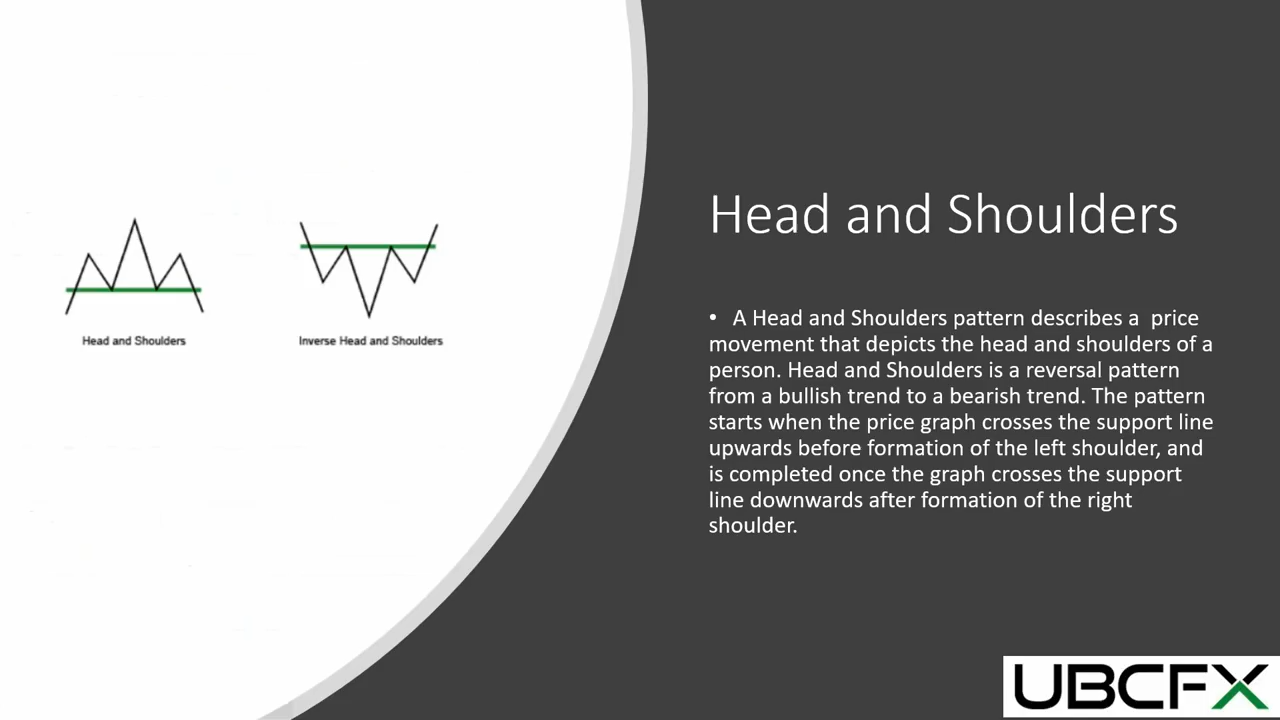 Head and Shoulders
Inverse Head and Shoulders
Head and Shoulders
• A Head and Shoulders pattern describes a  price
movement that depicts the head and shoulders of a
person. Head and Shoulders is a reversal pattern
from a bullish trend to a bearish trend. The pattern
starts when the price graph crosses the support line
upwards before formation of the left shoulder, and
is completed once the graph crosses the support
line downwards after formation of the right
shoulder.
UBCFX